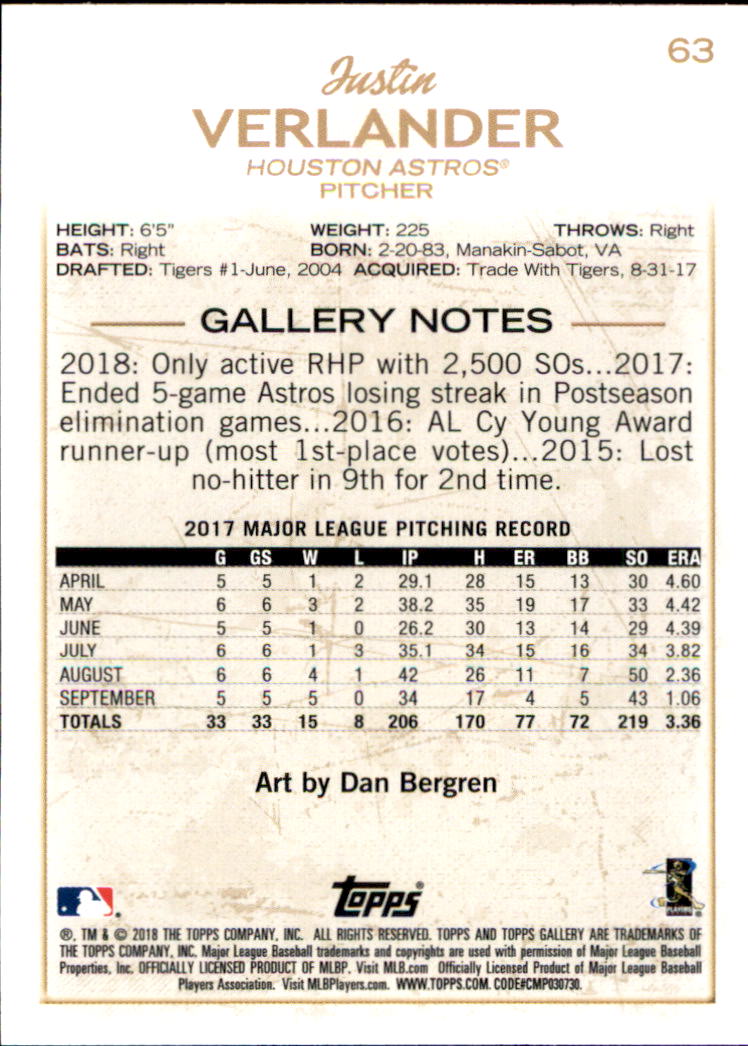 63
Justin
VERLANDER
HOUSTON ASTROS®
PITCHER
HEIGHT: 6'5" WEIGHT: 225 THROWS: Right
BATS: Right BORN: 2-20-83, Manakin-Sabot, VA
DRAFTED: Tigers #1-June, 2004 ACQUIRED: Trade With Tigers, 8-31-17
GALLERY NOTES
2018: Only active RHP with 2,500 SOs...2017:
Ended 5-game Astros losing streak in Postseason
elimination games...2016: AL Cy Young Award
runner-up (most 1st-place votes)...2015: Lost
no-hitter in 9th for 2nd time.
2017 MAJOR LEAGUE PITCHING RECORD
G GS W L IP H ER BB SO ERA
APRIL 5 5 1 2 29.1 28 15 13 30 4.60
MAY 6 6 3 2 38.2 35 19 17 33 4.42
JUNE 5 5 1 0 26.2 30 13 14 29 4.39
JULY 6 6 1 3 35.1 34 15 16 34 3.82
AUGUST 6 6 4 1 42 26 11 7 50 2.36
SEPTEMBER 5 5 5 0 34 17 4 5 43 1.06
TOTALS 33 33 15 8 206 170 77 72 219 3.36
Art by Dan Bergren
topps®
®, TM & © 2018 THE TOPPS COMPANY, INC. ALL RIGHTS RESERVED. TOPPS AND TOPPS GALLERY ARE TRADEMARKS OF
THE TOPPS COMPANY, INC. Major League Baseball trademarks and copyrights are used with permission of Major League Baseball
Properties, Inc. OFFICIALLY LICENSED PRODUCT OF MLBP. Visit MLB.com Officially Licensed Product of Major League Baseball
Players Association. Visit MLBPlayers.com. WWW.TOPPS.COM. CODE#CMP030730.